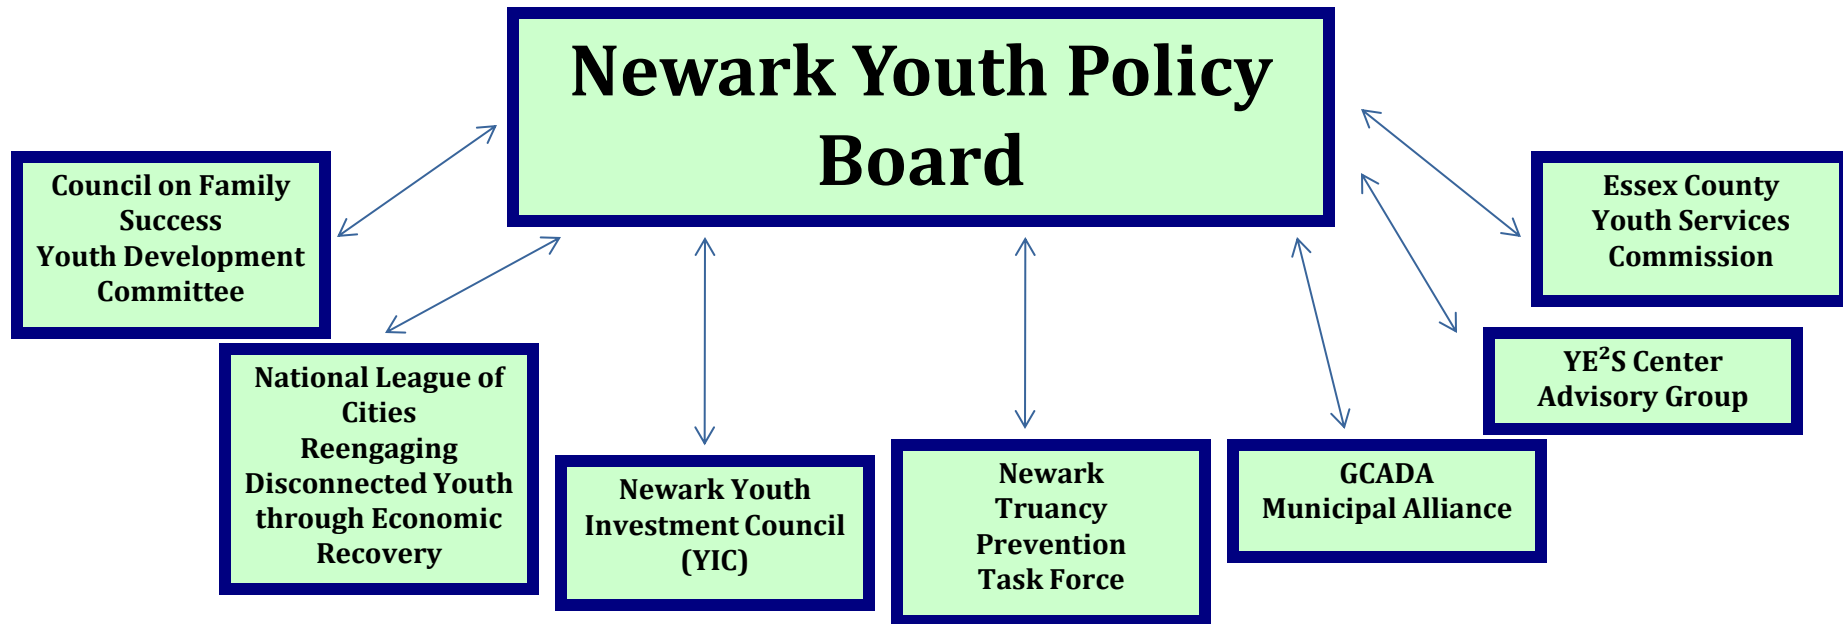 Newark Youth Policy
Board
Council on Family
Success
Youth Development
Committee
National League of
Cities
Reengaging
Disconnected Youth
through Economic
Recovery
Newark Youth
Investment Council
(YIC)
Newark
Truancy
Prevention
Task Force
GCADA
Municipal Alliance
YE²S Center
Advisory Group
Essex County
Youth Services
Commission